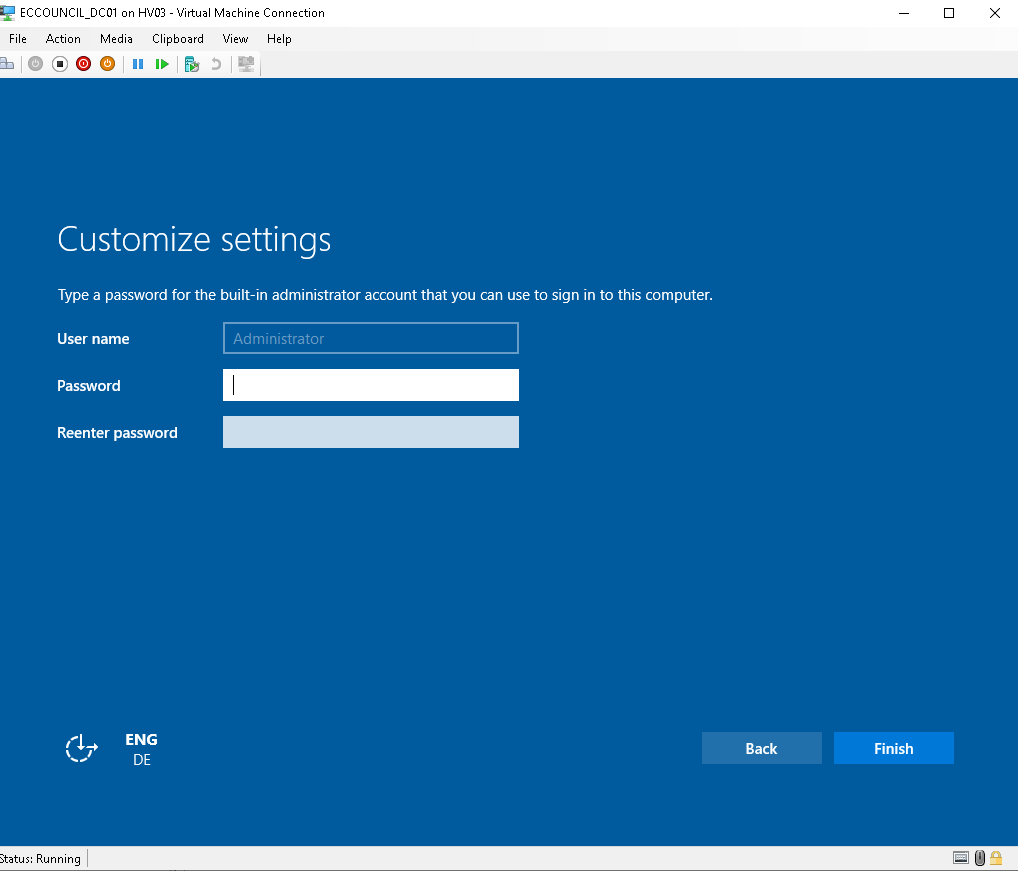 ECCOUNCIL_DC01 on HV03 - Virtual Machine Connection
File Action Media Clipboard View Help
Customize settings
Type a password for the built-in administrator account that you can use to sign in to this computer.
User name Administrator
Password
Reenter password
ENG
DE
Back Finish
Status: Running